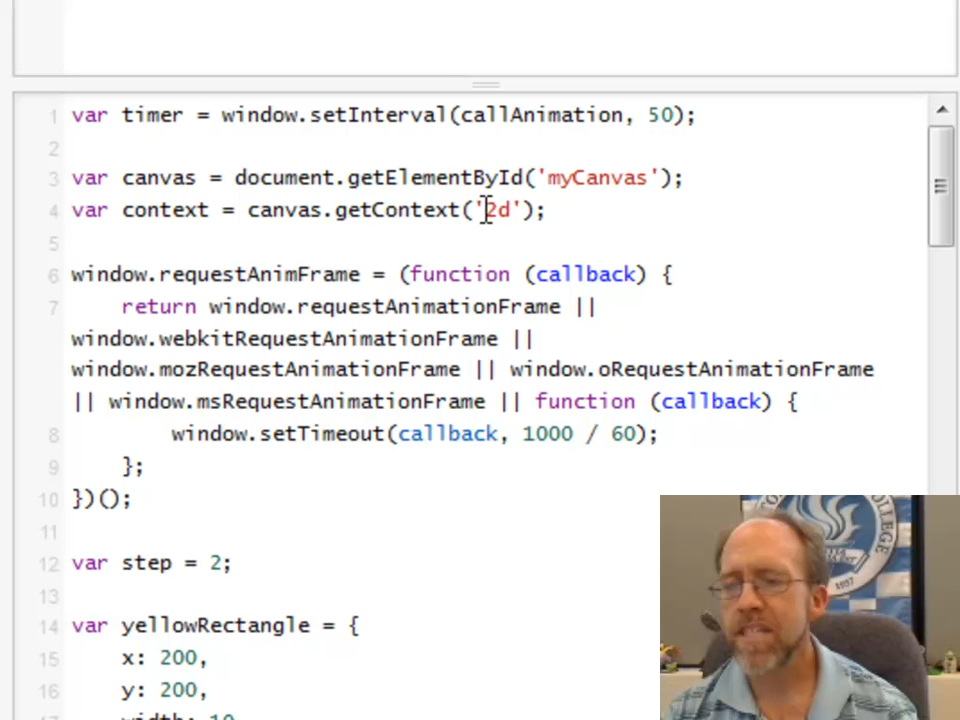 1 var timer = window.setInterval(callAnimation, 50);
2
3 var canvas = document.getElementById('myCanvas');
4 var context = canvas.getContext('2d');
5
6 window.requestAnimFrame = (function (callback) {
7 return window.requestAnimationFrame ||
window.webkitRequestAnimationFrame ||
window.mozRequestAnimationFrame || window.oRequestAnimationFrame
|| window.msRequestAnimationFrame || function (callback) {
8 window.setTimeout(callback, 1000 / 60);
9 };
10 })();
11
12 var step = 2;
13
14 var yellowRectangle = {
15 x: 200,
16 y: 200,
17 width: 10
COLLEGE
1897